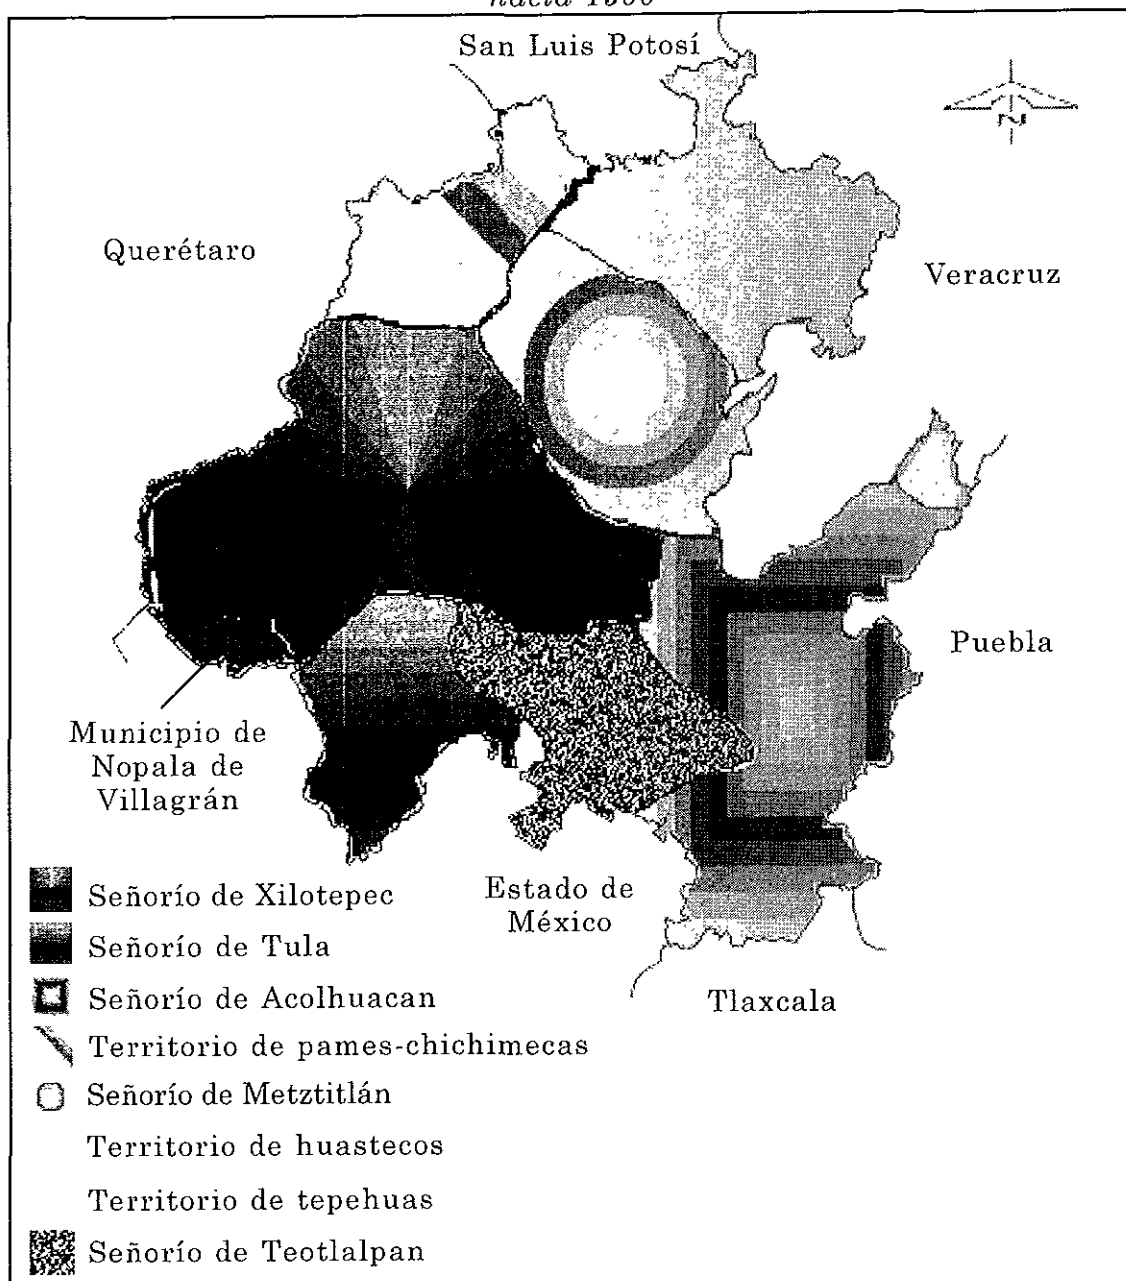 San Luis Potosí
Querétaro
Veracruz
Puebla
Municipio de
Nopala de
Villagrán
Estado de
México
Tlaxcala
Señorío de Xilotepec
Señorío de Tula
Señorío de Acolhuacan
Territorio de pames-chichimecas
Señorío de Metztitlán
Territorio de huastecos
Territorio de tepehuas
Señorío de Teotlalpan